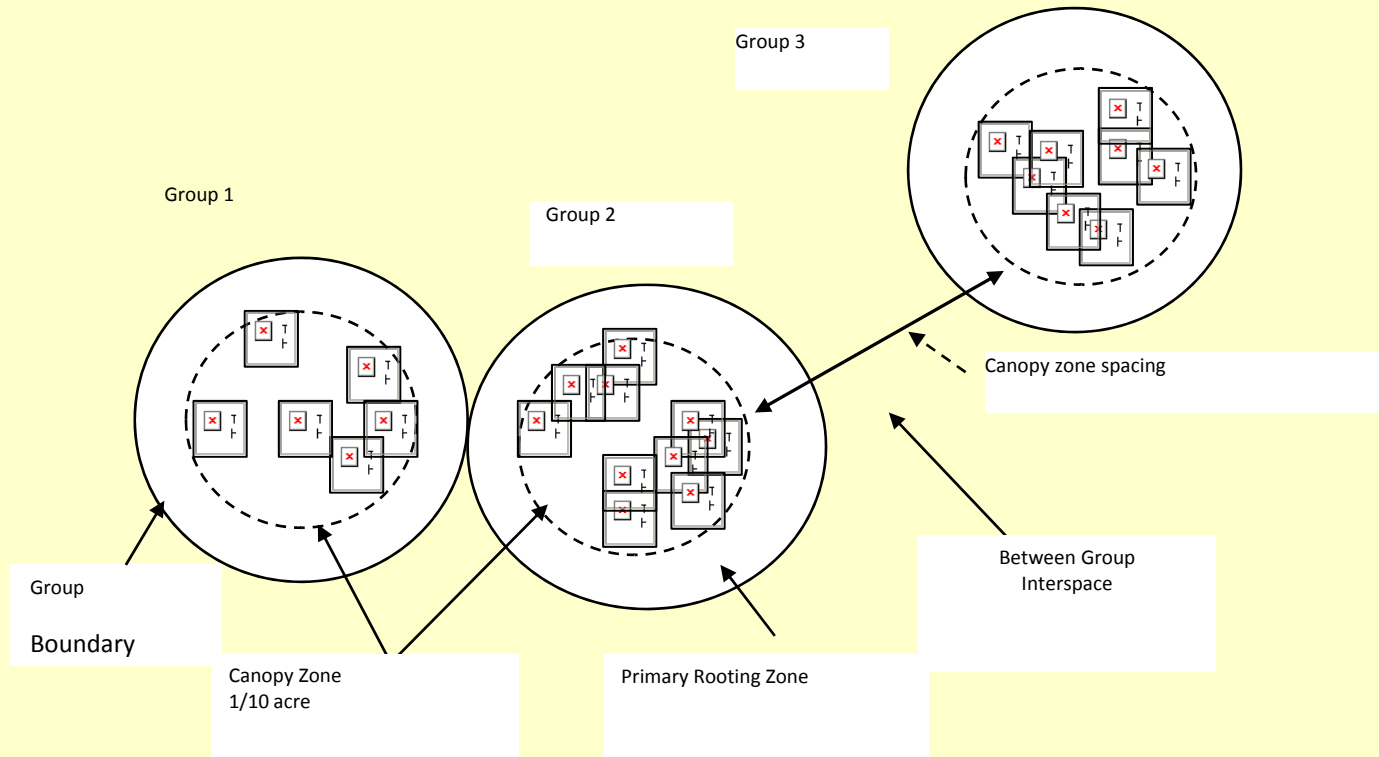 Group 3
Group 1
Group 2
Canopy zone spacing
Between Group
Interspace
Group
Boundary
Canopy Zone
1/10 acre
Primary Rooting Zone